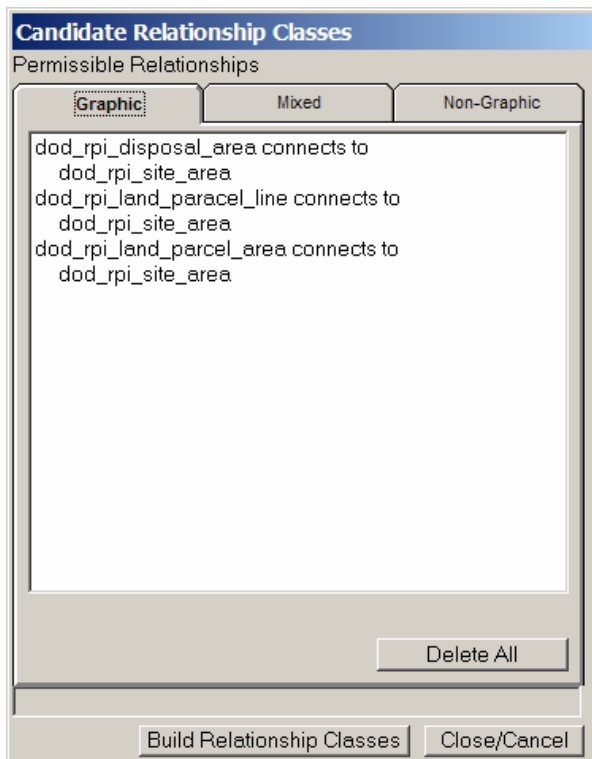 Candidate Relationship Classes
Permissible Relationships
Graphic
Mixed
Non-Graphic
dod_rpi_disposal_area connects to
dod_rpi_site_area
dod_rpi_land_paracel_line connects to
dod_rpi_site_area
dod_rpi_land_parcel_area connects to
dod_rpi_site_area
Delete All
Build Relationship Classes
Close/Cancel